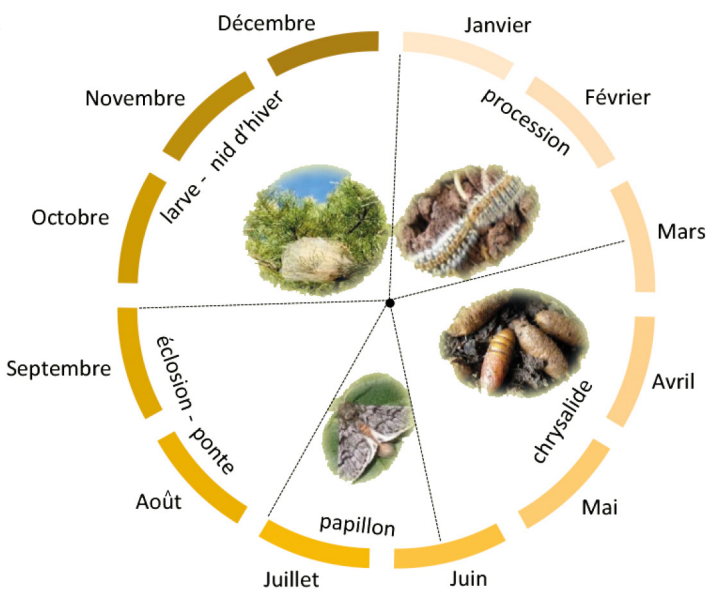 Décembre
Janvier
Novembre
Février
larve - nid d'hiver
procession
Octobre
Mars
Septembre
éclosion - ponte
Avril
chrysalide
Août
Mai
papillon
Juillet
Juin